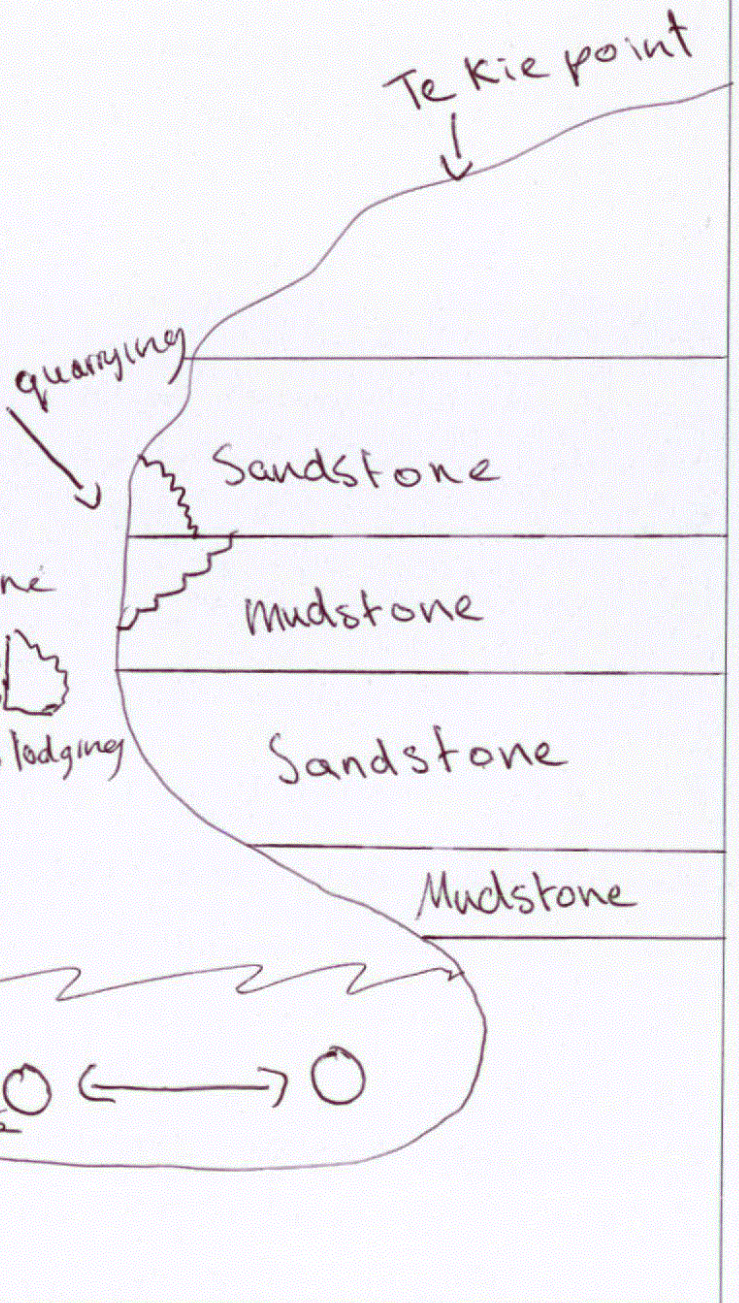 Te Kie point
quarrying
Sandstone
Mudstone
lodging
Sandstone
Mudstone